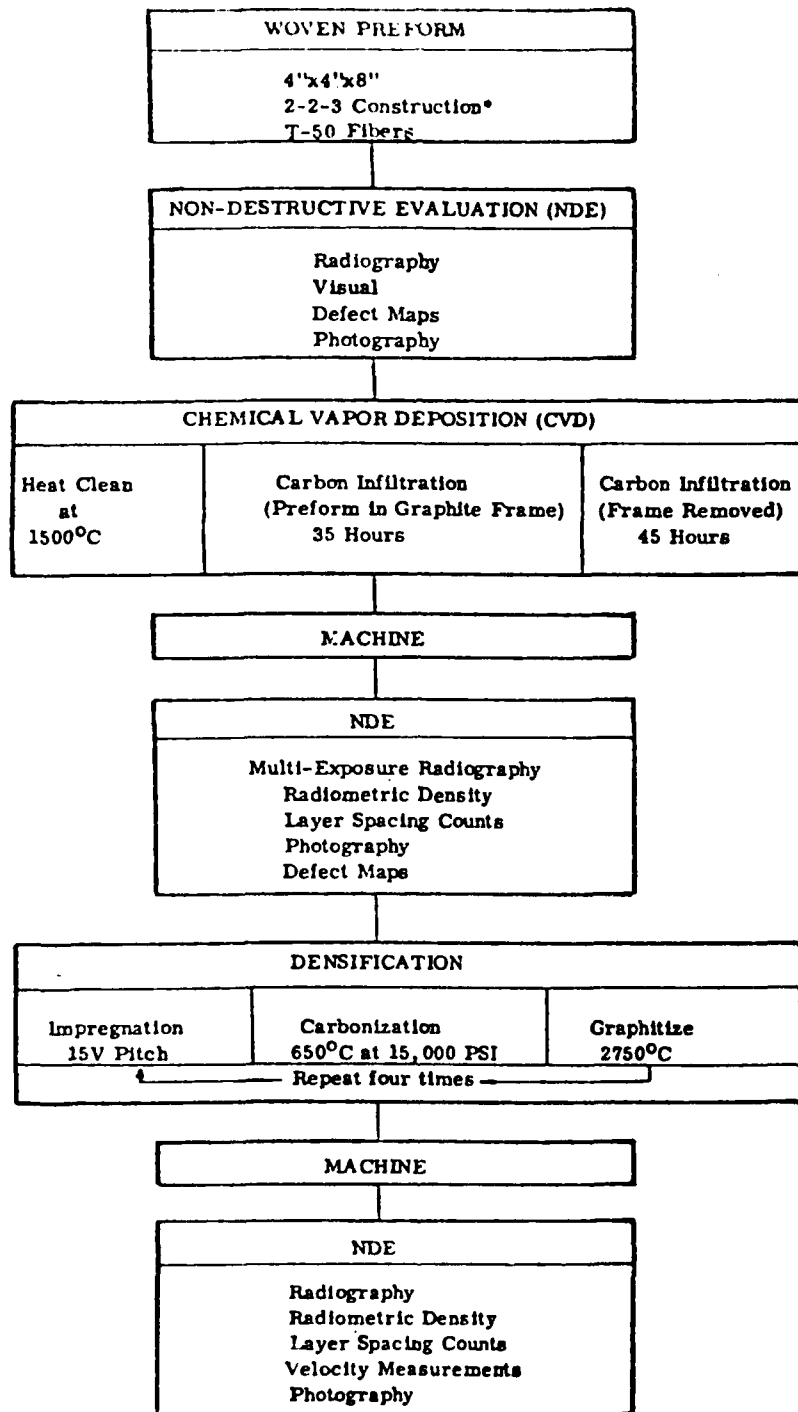 WOVEN PREFORM
4"x4"x8"
2-2-3 Construction*
T-50 Fibers
NON-DESTRUCTIVE EVALUATION (NDE)
Radiography
Visual
Defect Maps
Photography
CHEMICAL VAPOR DEPOSITION (CVD)
Heat Clean
at
1500°C
Carbon Infiltration
(Preform in Graphite Frame)
35 Hours
Carbon Infiltration
(Frame Removed)
45 Hours
MACHINE
NDE
Multi-Exposure Radiography
Radiometric Density
Layer Spacing Counts
Photography
Defect Maps
DENSIFICATION
Impregnation
15V Pitch
Carbonization
650°C at 15,000 PSI
Graphitize
2750°C
Repeat four times
MACHINE
NDE
Radiography
Radiometric Density
Layer Spacing Counts
Velocity Measurements
Photography